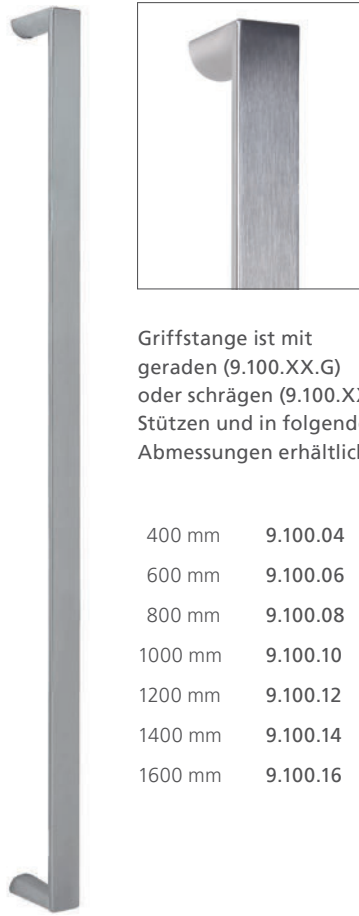 Griffstange ist mit
geraden (9.100.XX.G)
oder schrägen
Stützen und in
Abmessungen
400 mm 9.100.04
600 mm 9.100.06
800 mm 9.100.08
1000 mm 9.100.10
1200 mm 9.100.12
1400 mm 9.100.14
1600 mm 9.100.16